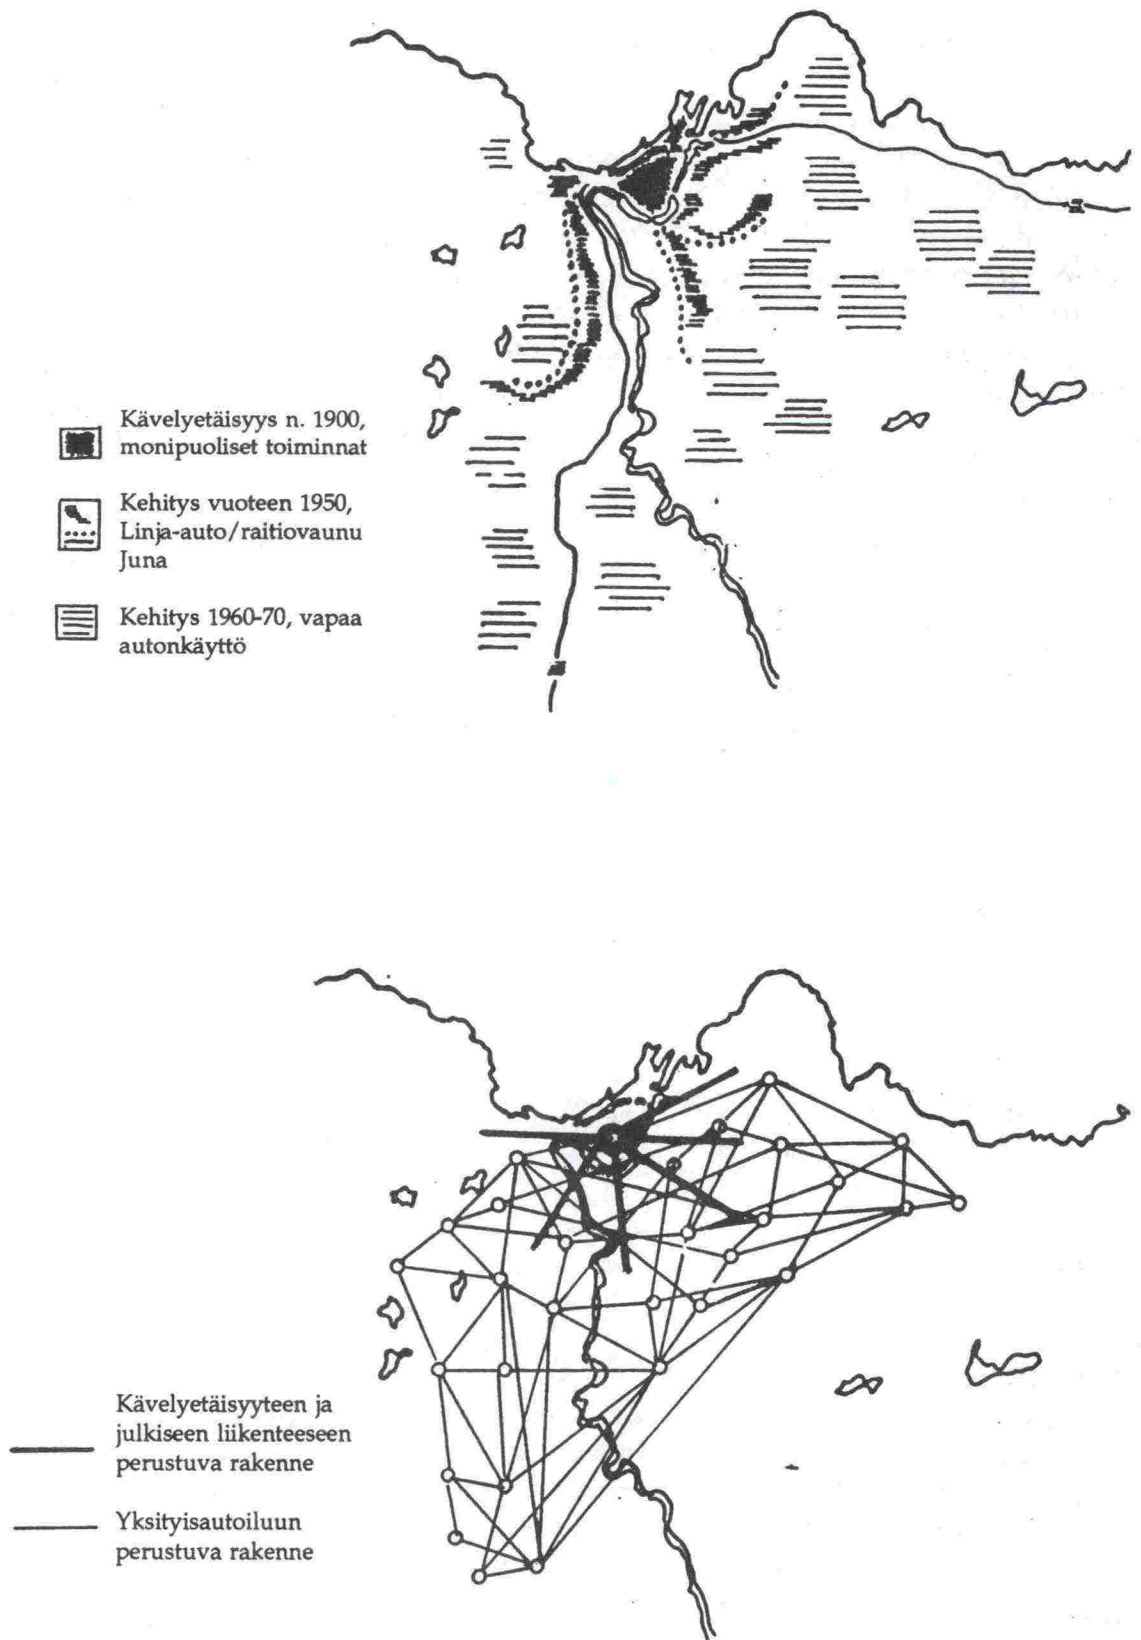 Kävelyetäisyys n. 1900,
monipuoliset toiminnat
Kehitys vuoteen 1950,
Linja-auto/raitiovaunu
Juna
Kehitys 1960-70, vapaa
autonkäyttö
Kävelyetäisyyteen ja
julkiseen liikenteeseen
perustuva rakenne
Yksityisautoiluun
perustuva rakenne